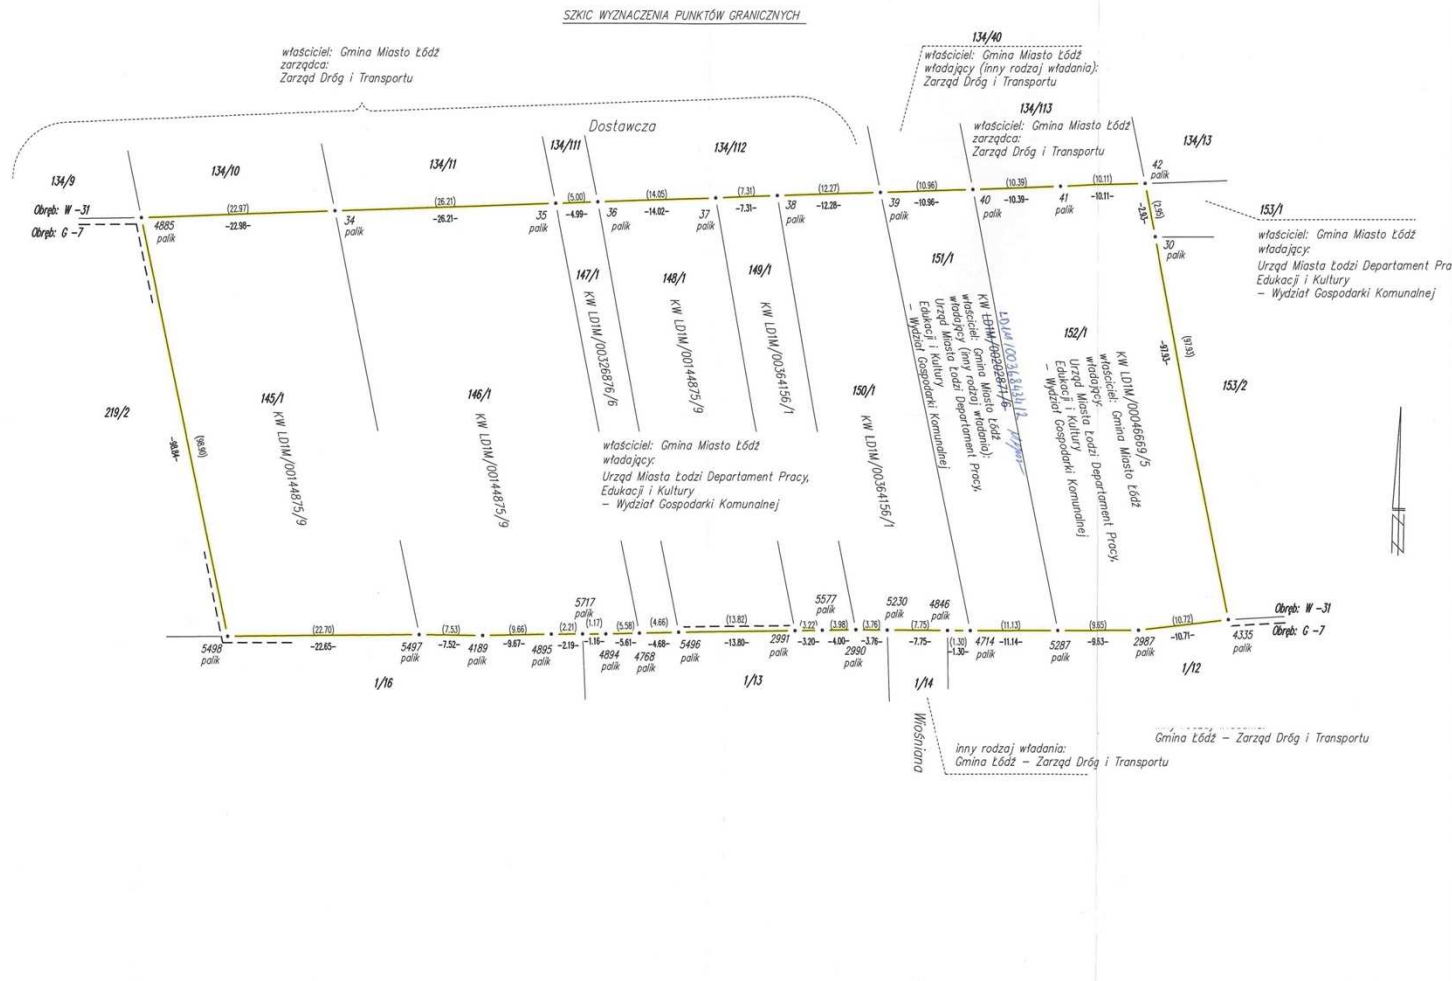 SZKIC WYZNACZENIA PUNKTÓW GRANICZNYCH
właściciel: Gmina Miasto Łódź
zarządca:
Zarząd Dróg i Transportu
134/40
właściciel: Gmina Miasto Łódź
władający (inny rodzaj władania):
Zarząd Dróg i Transportu
134/113
właściciel: Gmina Miasto Łódź
zarządca:
Zarząd Dróg i Transportu
Dostawcza
134/9
134/10
134/11
134/111
134/112
134/13
42
palik
Obręb: W -31
Obręb: G -7
4885
palik
(22.97)
-22.98-
34
palik
(26.21)
-26.21-
35
palik
(5.00)
-4.99-
36
palik
(14.05)
-14.02-
37
palik
(7.31)
-7.31-
38
palik
(12.27)
-12.28-
39
palik
(10.96)
-10.96-
40
palik
(10.39)
-10.39-
41
palik
(10.11)
-10.11-
(2.95)
-2.93-
30
palik
153/1
właściciel: Gmina Miasto Łódź
władający:
Urząd Miasta Łodzi Departament Pra
Edukacji i Kultury
– Wydział Gospodarki Komunalnej
219/2
(98.90)
-98.84-
145/1
KW LD1M/00144875/9
146/1
KW LD1M/00144875/9
147/1
KW LD1M/00326876/6
148/1
KW LD1M/00144875/9
149/1
KW LD1M/00364156/1
właściciel: Gmina Miasto Łódź
władający:
Urząd Miasta Łodzi Departament Pracy,
Edukacji i Kultury
– Wydział Gospodarki Komunalnej
150/1
KW LD1M/00364156/1
151/1
KW LD1M/00202871/6
właściciel: Gmina Miasto Łódź
władający (inny rodzaj władania):
Urząd Miasta Łodzi Departament Pracy,
Edukacji i Kultury
– Wydział Gospodarki Komunalnej
152/1
KW LD1M/00046669/5
właściciel: Gmina Miasto Łódź
władający:
Urząd Miasta Łodzi Departament Pracy,
Edukacji i Kultury
– Wydział Gospodarki Komunalnej
(97.93)
-97.93-
153/2
5498
palik
(22.70)
-22.65-
5497
palik
(7.53)
-7.52-
4189
palik
(9.66)
-9.67-
4895
palik
(2.21)
-2.19-
5717
palik
(1.17)
-1.16-
4894
palik
(5.58)
-5.61-
4768
palik
(4.66)
-4.68-
5496
palik
(13.82)
-13.80-
2991
palik
(3.22)
-3.20-
5577
palik
(3.98)
-4.00-
2990
palik
(3.76)
-3.76-
5230
palik
(7.75)
-7.75-
4846
palik
(1.30)
-1.30-
4714
palik
(11.13)
-11.14-
5287
palik
(9.65)
-9.63-
2987
palik
(10.72)
-10.71-
4335
palik
Obręb: W -31
Obręb: G -7
1/16
1/13
1/14
1/12
Wiośniana
inny rodzaj władania:
Gmina Łódź – Zarząd Dróg i Transportu
Gmina Łódź – Zarząd Dróg i Transportu